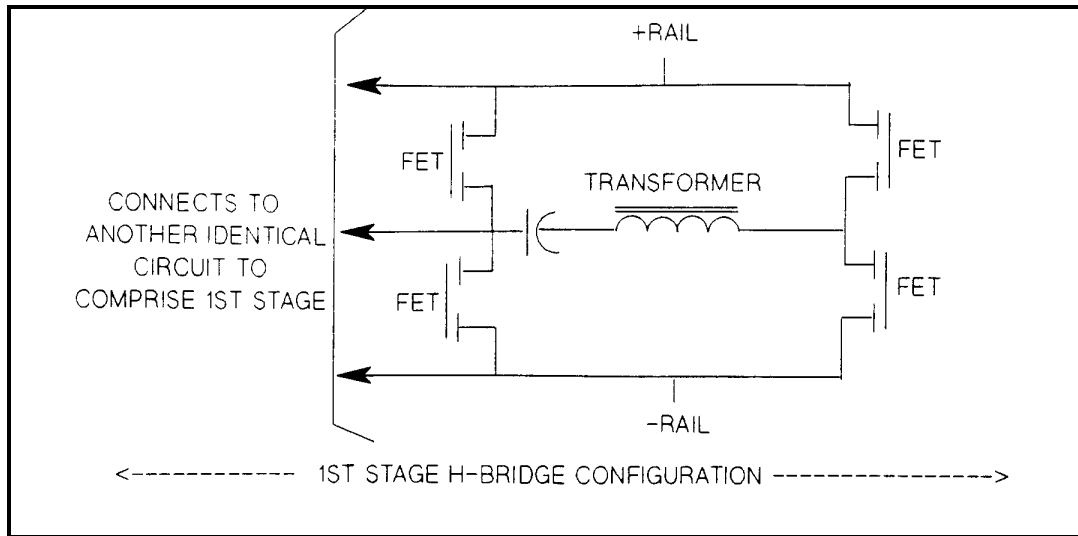 +RAIL
FET
FET
TRANSFORMER
CONNECTS TO
ANOTHER IDENTICAL
CIRCUIT TO
COMPRISE 1ST STAGE
FET
FET
-RAIL
1ST STAGE H-BRIDGE CONFIGURATION